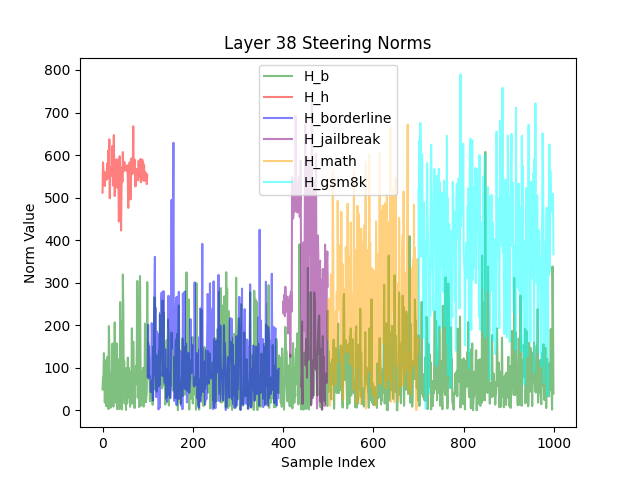 Layer 38 Steering Norms
H_b
H_h
H_borderline
H_jailbreak
H_math
H_gsm8k
800
700
600
500
400
300
200
100
0
Norm Value
0 200 400 600 800 1000
Sample Index